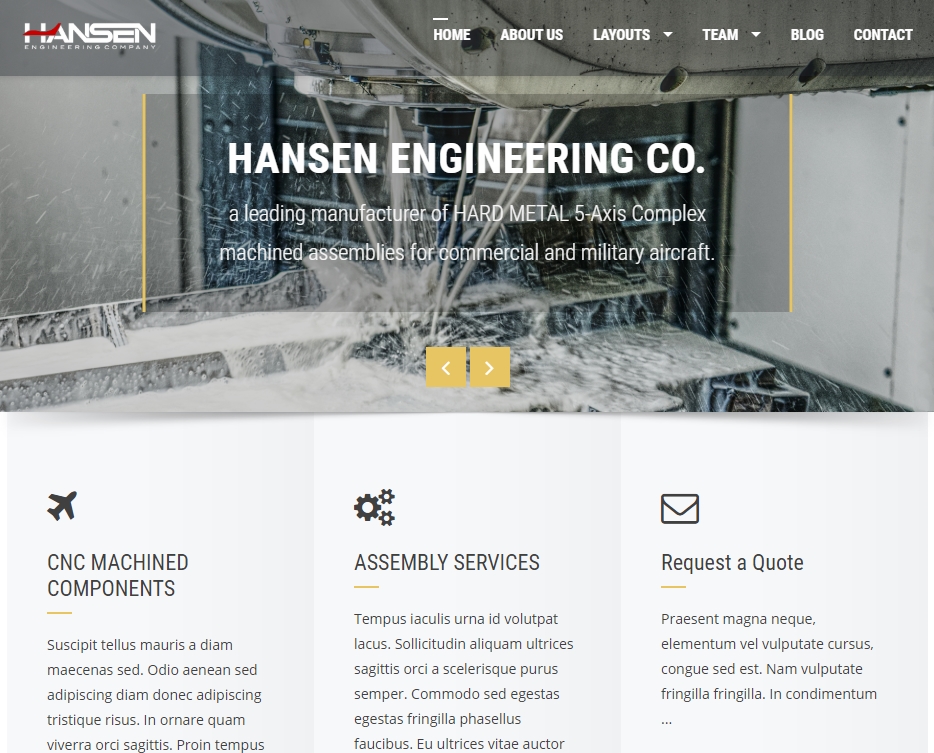 HANSEN
ENGINEERING COMPANY
HOME ABOUT US LAYOUTS TEAM BLOG CONTACT
HANSEN ENGINEERING CO.
a leading manufacturer of HARD METAL 5-Axis Complex
machined assemblies for commercial and military aircraft.
CNC MACHINED
COMPONENTS
Suscipit tellus mauris a diam
maecenas sed. Odio aenean sed
adipiscing diam donec adipiscing
tristique risus. In ornare quam
viverra orci sagittis. Proin tempus
ASSEMBLY SERVICES
Tempus iaculis urna id volutpat
lacus. Sollicitudin aliquam ultrices
sagittis orci a scelerisque purus
semper. Commodo sed egestas
egestas fringilla phasellus
faucibus. Eu ultrices vitae auctor
Request a Quote
Praesent magna neque,
elementum vel vulputate cursus,
congue sed est. Nam vulputate
fringilla fringilla. In condimentum
...